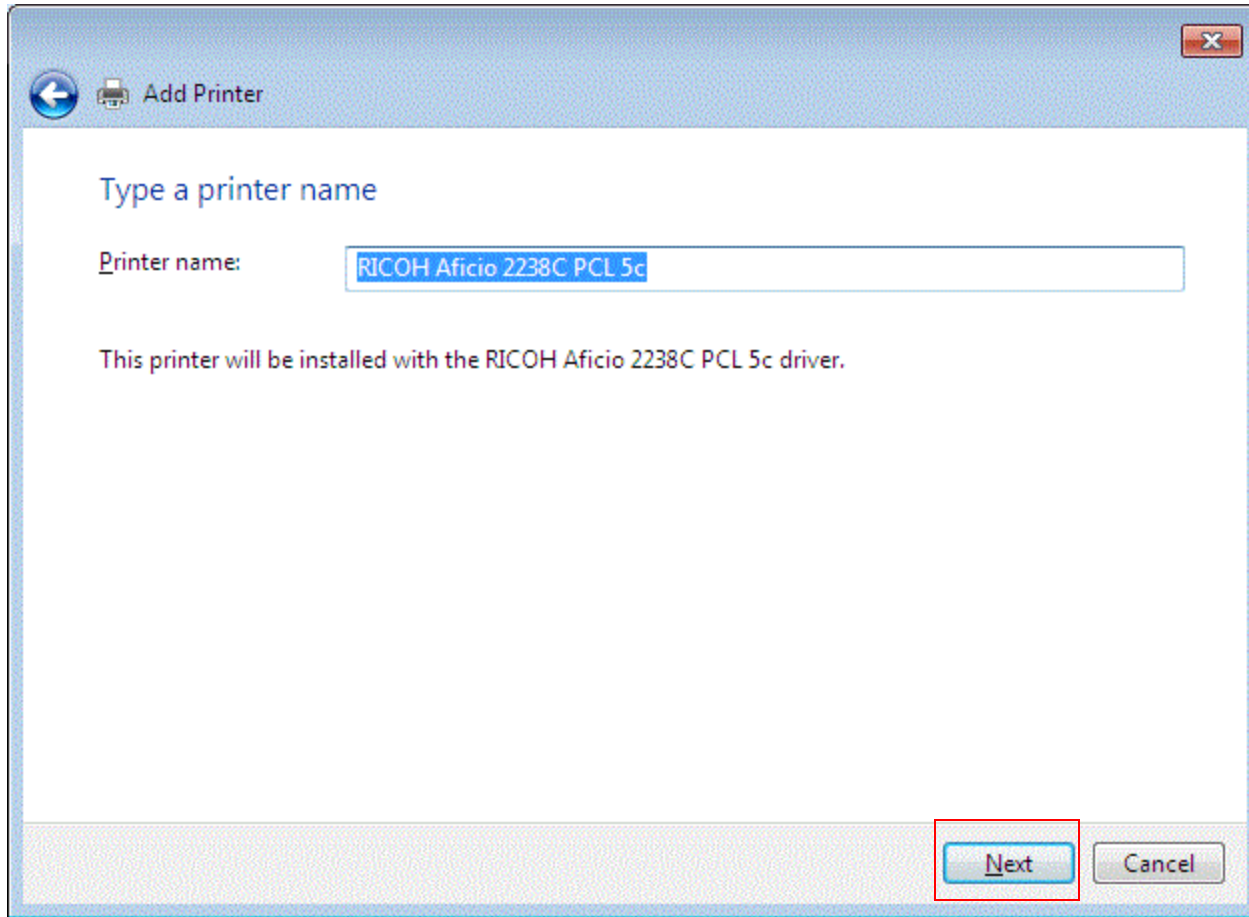 Add Printer
Type a printer name
Printer name: RICOH Aficio 2238C PCL 5c
This printer will be installed with the RICOH Aficio 2238C PCL 5c driver.
Next Cancel